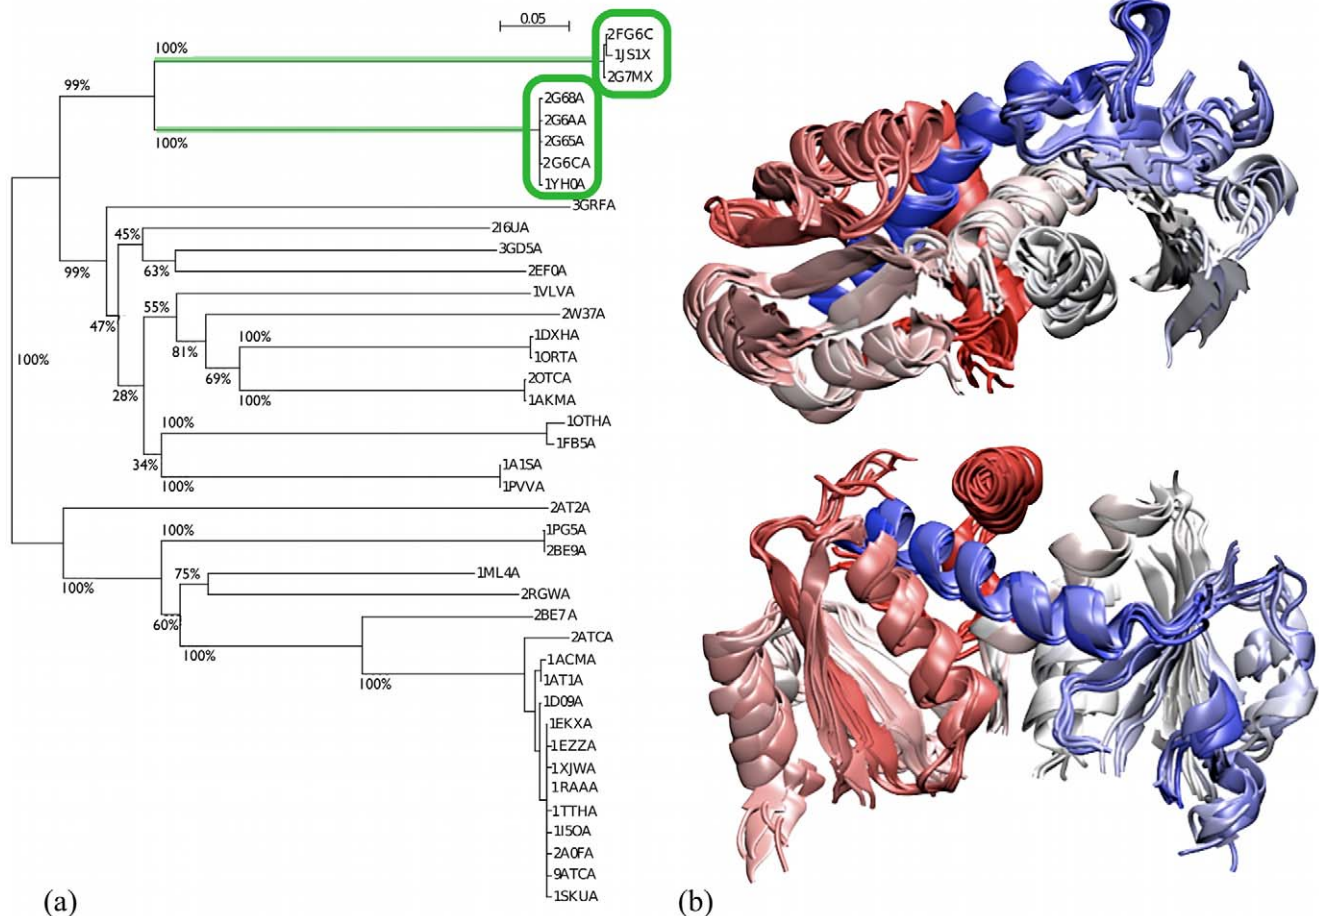 0.05
2FG6C
100%
1JS1X
2G7MX
99%
2G68A
2G6AA
2G65A
100%
2G6CA
1YH0A
3GRFA
2I6UA
45%
3GD5A
99%
63%
2EF0A
1VLVA
55%
2W37A
47%
1DXHA
100%
81%
1ORTA
100%
69%
2OTCA
28%
100%
1AKMA
1OTHA
100%
1FB5A
34%
1A1SA
100%
1PVVA
2AT2A
100%
1PG5A
2BE9A
75%
1ML4A
100%
2RGWA
60%
2BE7A
2ATCA
100%
1ACMA
100%
1AT1A
1D09A
1EKXA
1EZZA
1XJWA
1RAAA
1TTHA
1I5OA
2A0FA
9ATCA
1SKUA
(a)
(b)